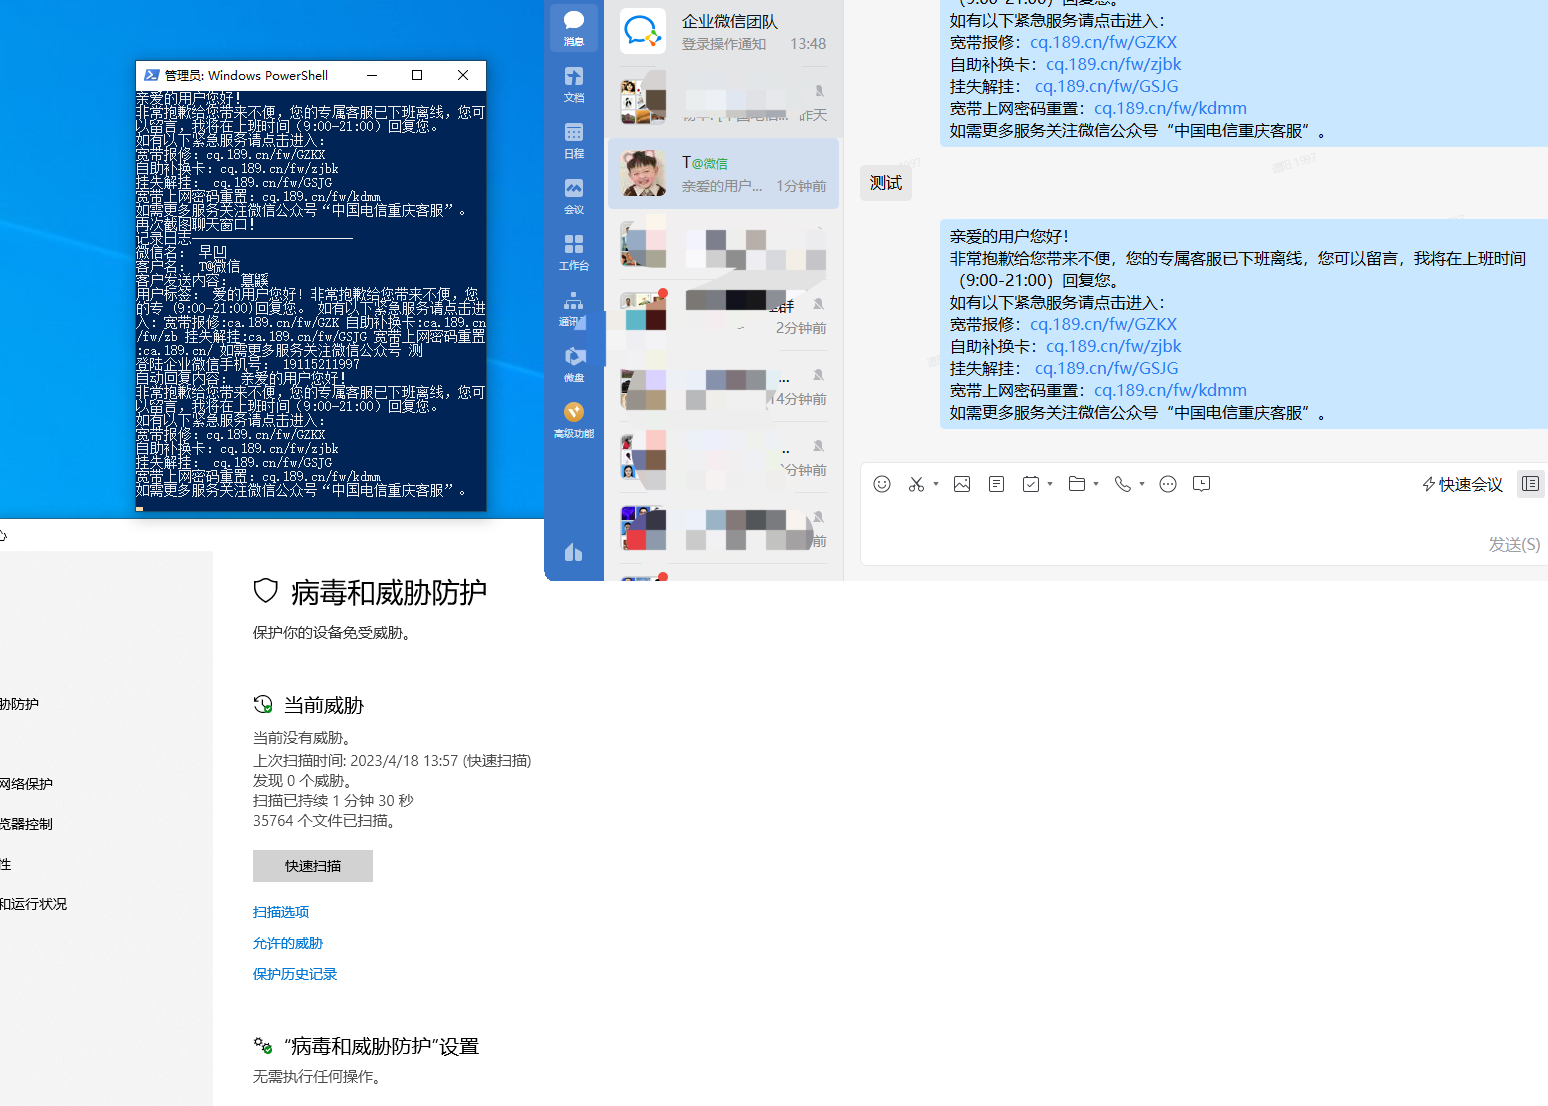 管理员: Windows PowerShell
亲爱的用户您好！
非常抱歉给您带来不便，您的专属客服已下班离线，您可
以留言，我将在上班时间（9:00-21:00）回复您。
如有以下紧急服务请点击进入：
宽带报修：cq.189.cn/fw/GZKX
自助补换卡：cq.189.cn/fw/zjbk
挂失解挂： cq.189.cn/fw/GSJG
宽带上网密码重置：cq.189.cn/fw/kdmm
如需更多服务关注微信公众号“中国电信重庆客服”。
再次截图聊天窗口！
记录日志
微信名： 早凹
客户名： T@微信
客户发送内容：
用户标签： 爱的用户您好！非常抱歉给您带来不便，您
的专（9:00-21:00)回复您。 如有以下紧急服务请点击进
入：宽带报修:ca.189.cn/fw/GZK 自助补换卡:ca.189.cn
/fw/zb 挂失解挂:ca.189.cn/fw/GSJG 宽带上网密码重置
:ca.189.cn/ 如需更多服务关注微信公众号 测
登陆企业微信手机号： 19115211997
自动回复内容： 亲爱的用户您好！
非常抱歉给您带来不便，您的专属客服已下班离线，您可
以留言，我将在上班时间（9:00-21:00）回复您。
如有以下紧急服务请点击进入：
宽带报修：cq.189.cn/fw/GZKX
自助补换卡：cq.189.cn/fw/zjbk
挂失解挂： cq.189.cn/fw/GSJG
宽带上网密码重置：cq.189.cn/fw/kdmm
如需更多服务关注微信公众号“中国电信重庆客服”。
消息
文档
日程
会议
工作台
通讯
微盘
高级功能
企业微信团队
登录操作通知 13:48
昨天
T@微信
亲爱的用户... 1分钟前
群
2分钟前
...
14分钟前
..
分钟前
前
（9:00-21:00）回复您。
如有以下紧急服务请点击进入：
宽带报修：cq.189.cn/fw/GZKX
自助补换卡：cq.189.cn/fw/zjbk
挂失解挂： cq.189.cn/fw/GSJG
宽带上网密码重置：cq.189.cn/fw/kdmm
如需更多服务关注微信公众号“中国电信重庆客服”。
测试
亲爱的用户您好！
非常抱歉给您带来不便，您的专属客服已下班离线，您可以留言，我将在上班时间
（9:00-21:00）回复您。
如有以下紧急服务请点击进入：
宽带报修：cq.189.cn/fw/GZKX
自助补换卡：cq.189.cn/fw/zjbk
挂失解挂： cq.189.cn/fw/GSJG
宽带上网密码重置：cq.189.cn/fw/kdmm
如需更多服务关注微信公众号“中国电信重庆客服”。
快速会议
发送(S)
心
胁防护
网络保护
览器控制
性
和运行状况
病毒和威胁防护
保护你的设备免受威胁。
当前威胁
当前没有威胁。
上次扫描时间: 2023/4/18 13:57 (快速扫描)
发现 0 个威胁。
扫描已持续 1 分钟 30 秒
35764 个文件已扫描。
快速扫描
扫描选项
允许的威胁
保护历史记录
“病毒和威胁防护”设置
无需执行任何操作。